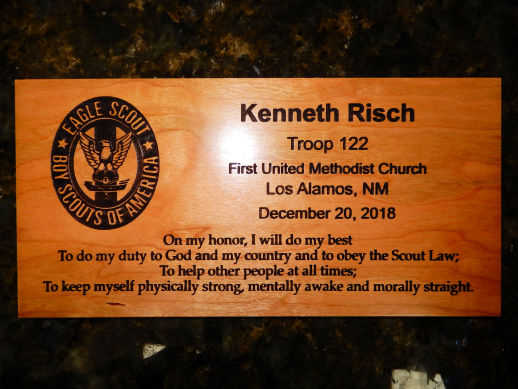 EAGLE SCOUT
BOY SCOUTS OF AMERICA
Kenneth Risch
Troop 122
First United Methodist Church
Los Alamos, NM
December 20, 2018
On my honor, I will do my best
To do my duty to God and my country and to obey the Scout Law;
To help other people at all times;
To keep myself physically strong, mentally awake and morally straight.